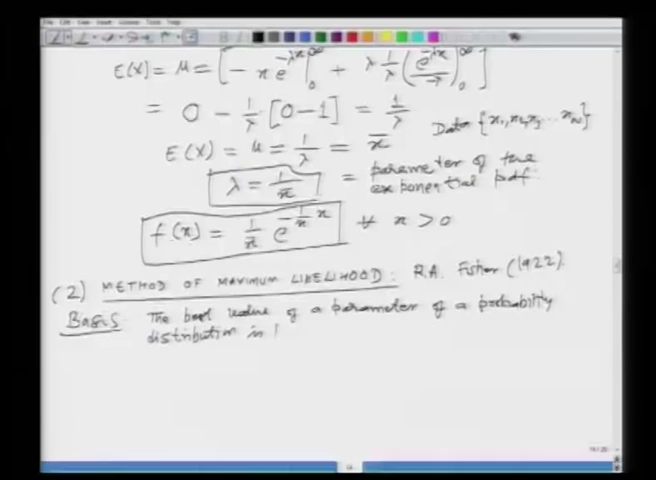 E(X) = μ = [ - x e^{-λx} |_0^∞ + λ 1/λ ( e^{-λx} / -λ )_0^∞ ]
= 0 - 1/λ [0-1] = 1/λ
E(X) = μ = 1/λ = x̄ Data {x₁, x₂, x₃, ... x_N}
λ = 1/x̄ = parameter of the
exponential pdf.
f(x) = 1/x̄ e^{-1/x̄ x} ∀ x > 0
(2) METHOD OF MAXIMUM LIKELIHOOD: R.A. Fisher (1922).
BASIS The best value of a parameter of a probability
distribution is